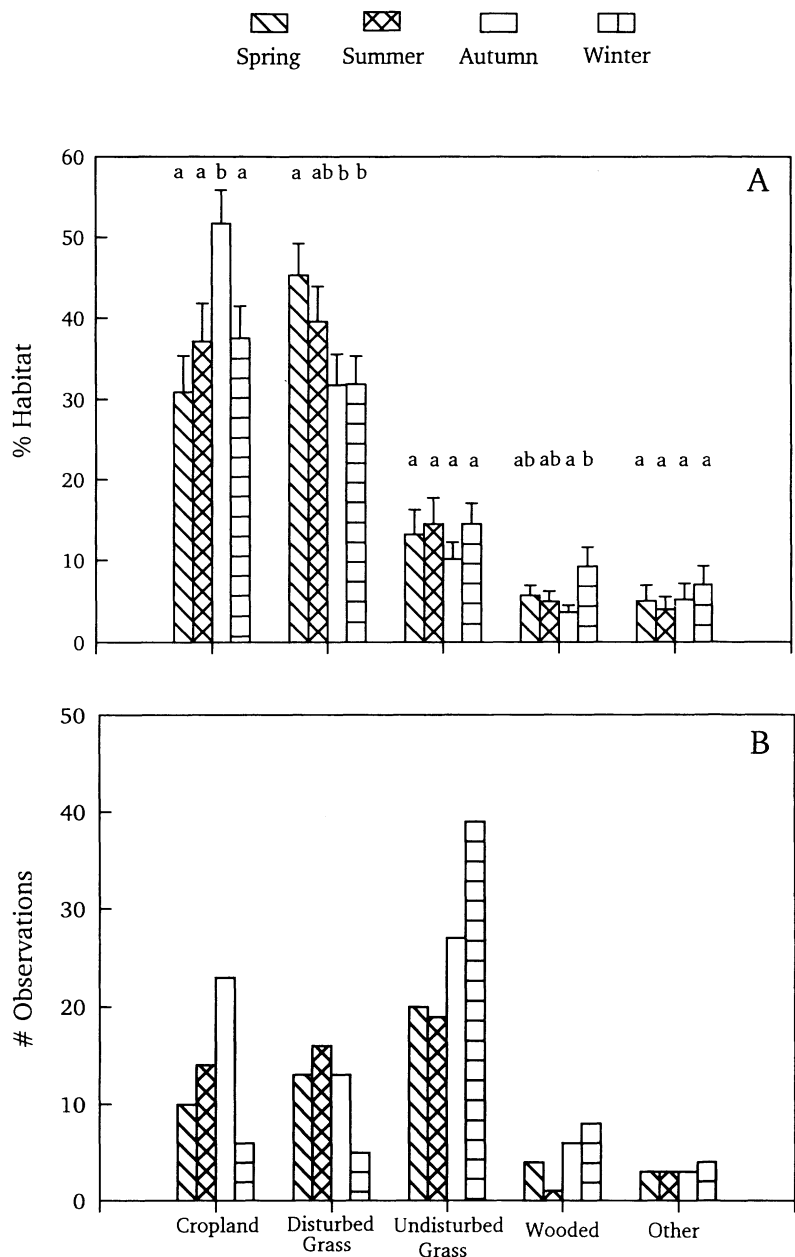 Spring Summer Autumn Winter
A
60
50
40
30
20
10
0
% Habitat
a a b a
a ab b b
a a a a
ab ab a b
a a a a
B
50
40
30
20
10
0
# Observations
Cropland
Disturbed
Grass
Undisturbed
Grass
Wooded
Other